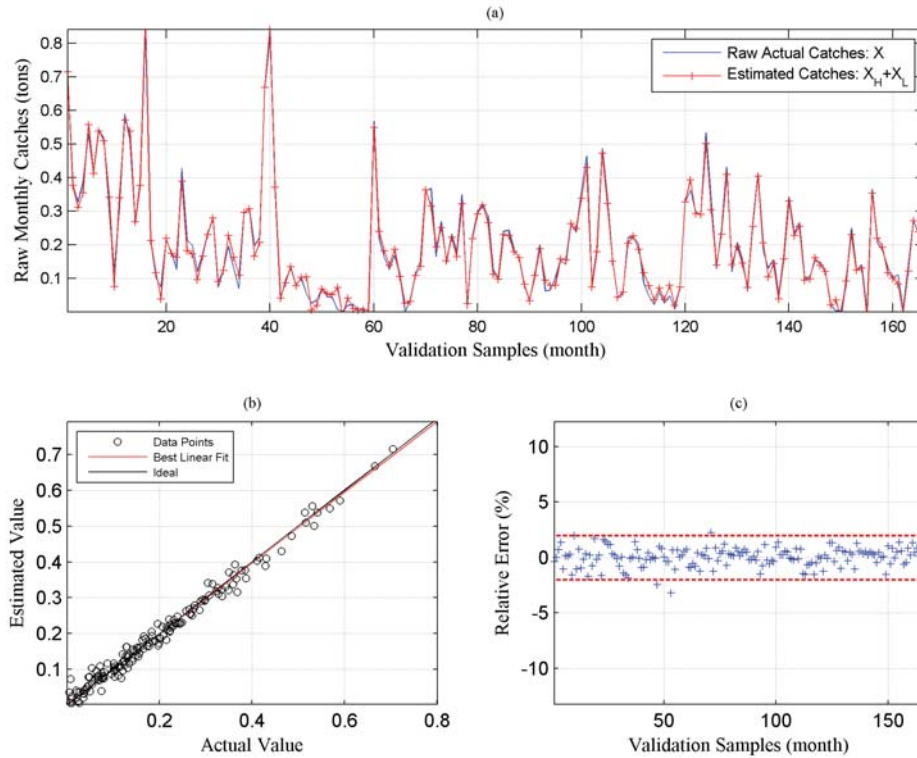 (a)
0.8
0.7
0.6
0.5
0.4
0.3
0.2
0.1
Raw Monthly Catches (tons)
Raw Actual Catches: X
Estimated Catches: X_H+X_L
20 40 60 80 100 120 140 160
Validation Samples (month)
(b)
0.7
0.6
0.5
0.4
0.3
0.2
0.1
Estimated Value
Data Points
Best Linear Fit
Ideal
0.2 0.4 0.6 0.8
Actual Value
(c)
10
5
0
-5
-10
Relative Error (%)
50 100 150
Validation Samples (month)